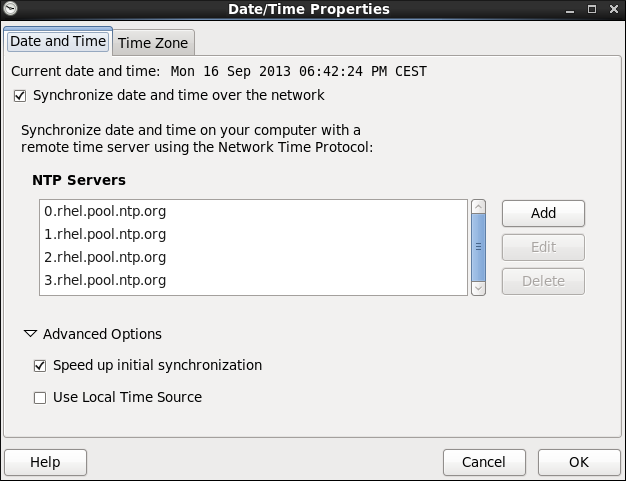 Date/Time Properties
Date and Time
Time Zone
Current date and time: Mon 16 Sep 2013 06:42:24 PM CEST
Synchronize date and time over the network
Synchronize date and time on your computer with a
remote time server using the Network Time Protocol:
NTP Servers
0.rhel.pool.ntp.org
1.rhel.pool.ntp.org
2.rhel.pool.ntp.org
3.rhel.pool.ntp.org
Add
Edit
Delete
Advanced Options
Speed up initial synchronization
Use Local Time Source
Help
Cancel
OK